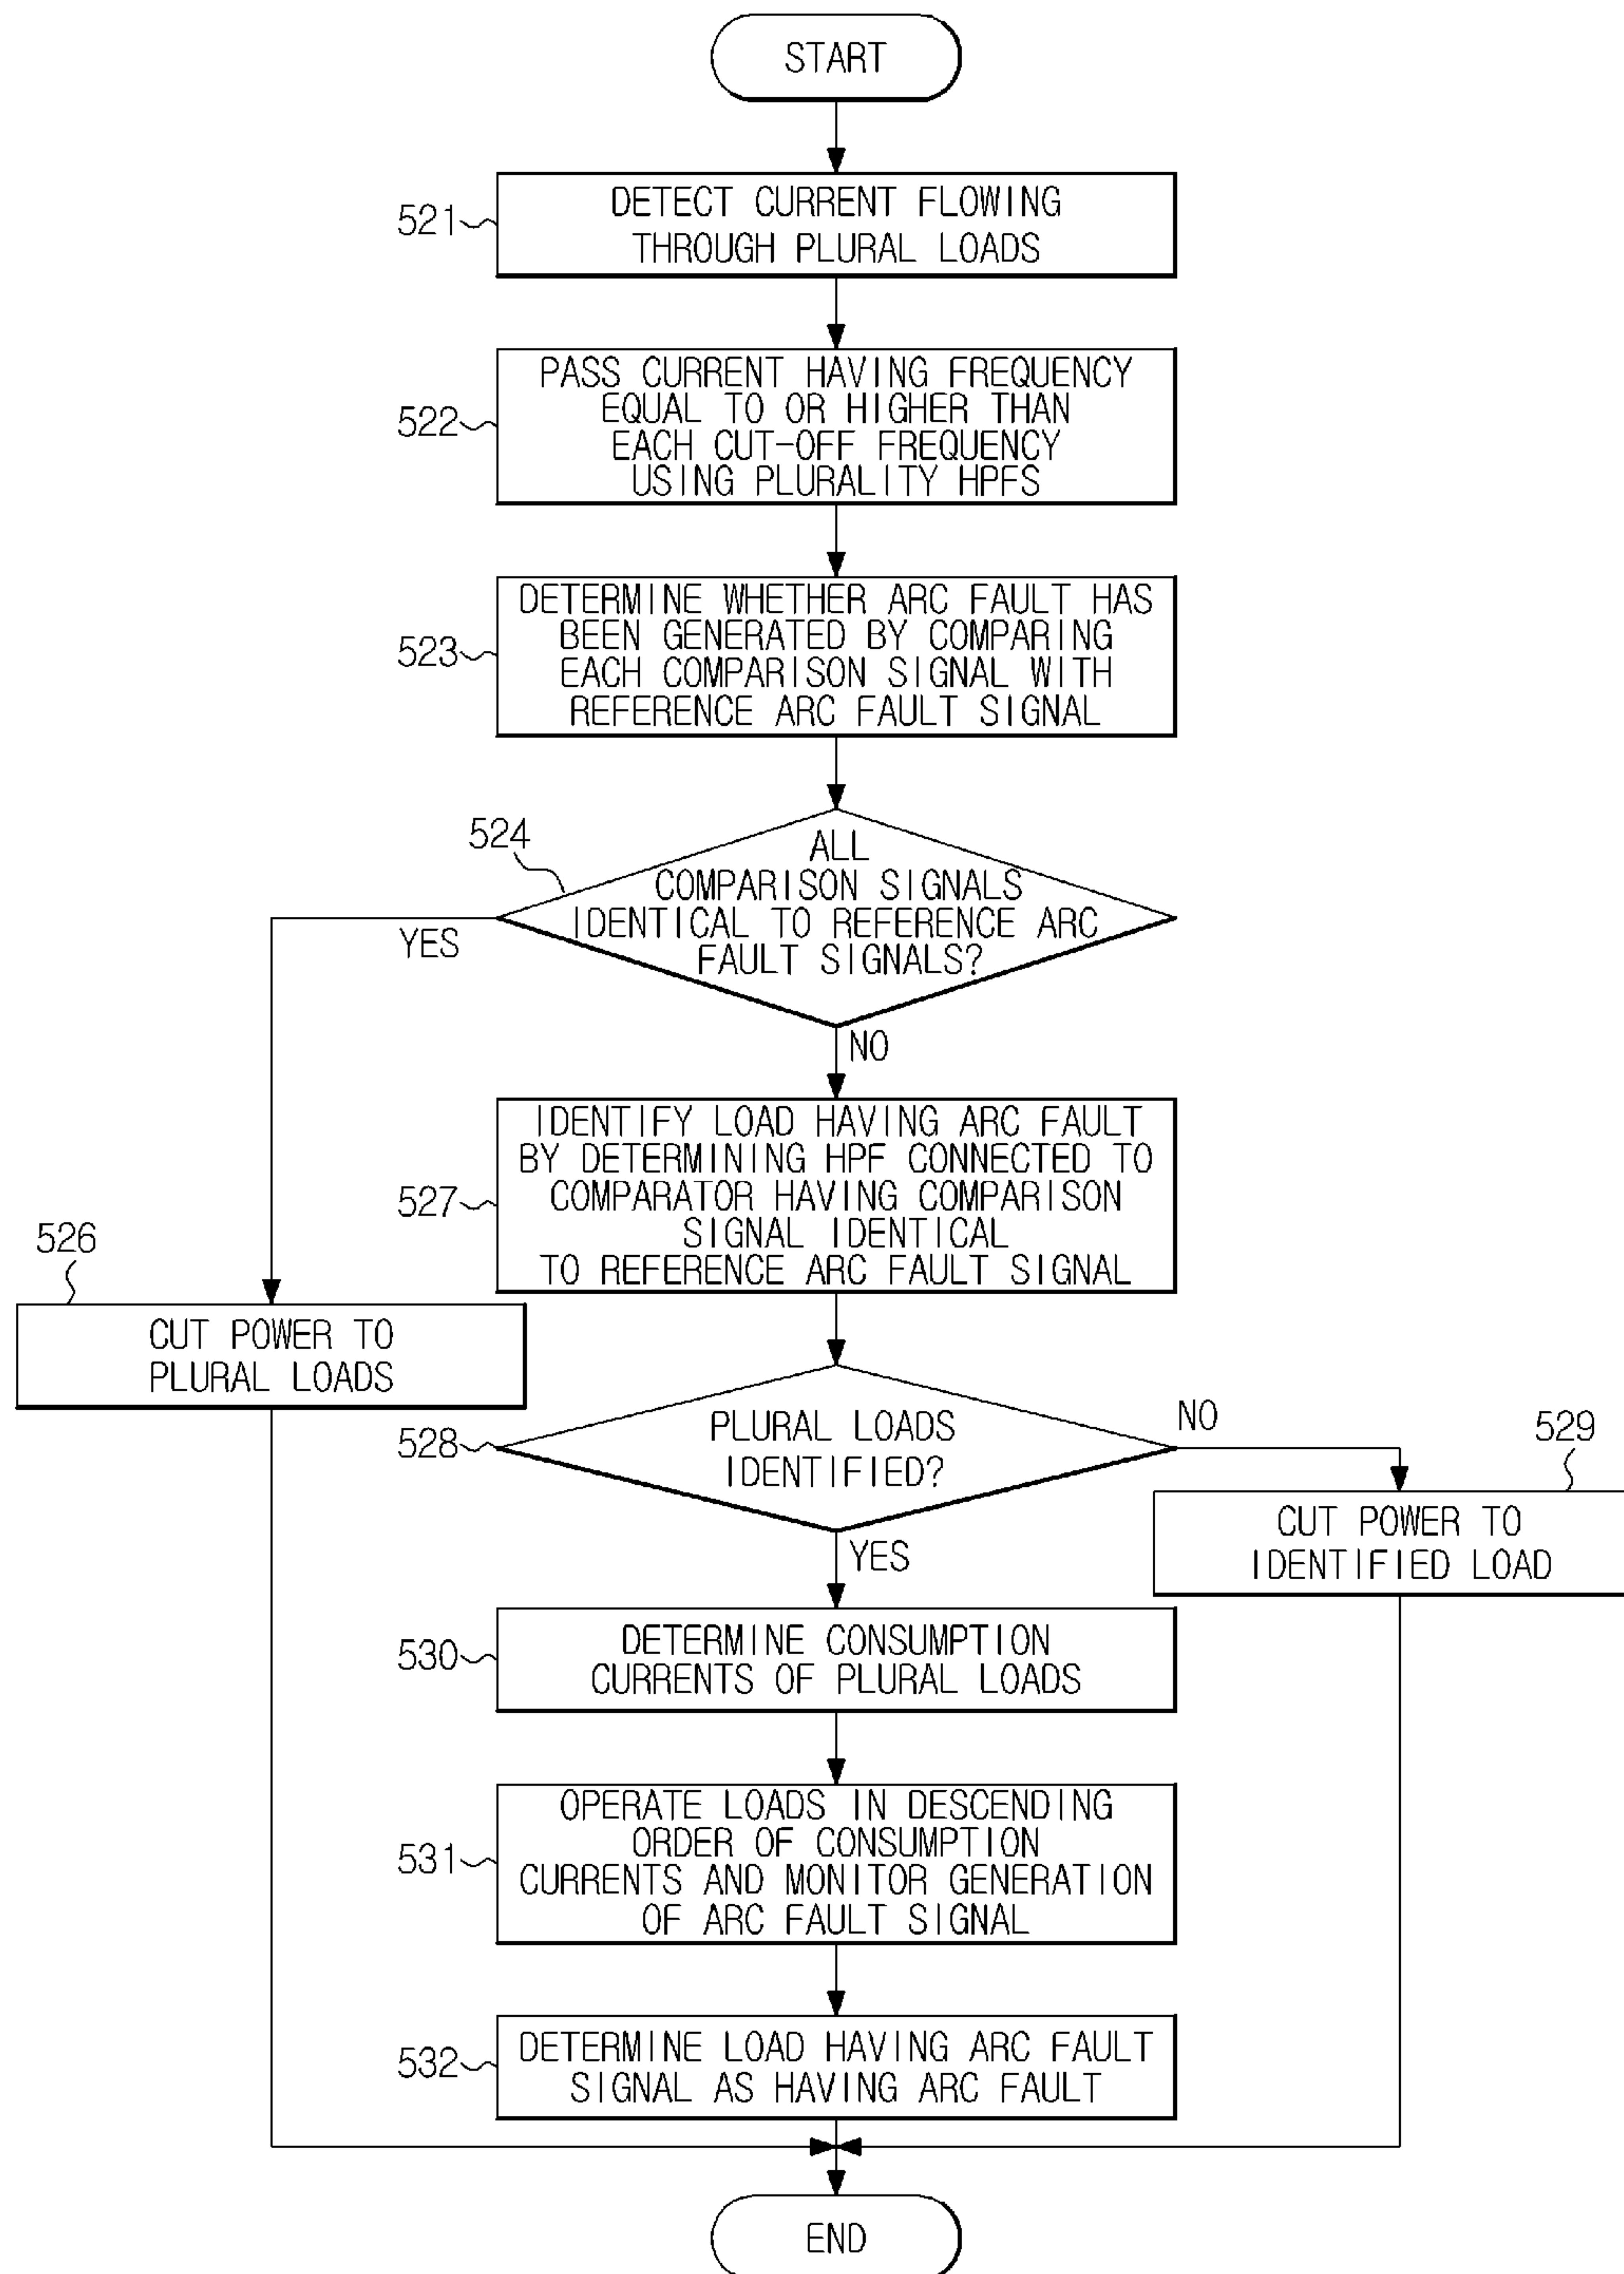 START
521
DETECT CURRENT FLOWING
THROUGH PLURAL LOADS
522
PASS CURRENT HAVING FREQUENCY
EQUAL TO OR HIGHER THAN
EACH CUT-OFF FREQUENCY
USING PLURALITY HPFS
523
DETERMINE WHETHER ARC FAULT HAS
BEEN GENERATED BY COMPARING
EACH COMPARISON SIGNAL WITH
REFERENCE ARC FAULT SIGNAL
524
ALL
COMPARISON SIGNALS
IDENTICAL TO REFERENCE ARC
FAULT SIGNALS?
YES
NO
527
IDENTIFY LOAD HAVING ARC FAULT
BY DETERMINING HPF CONNECTED TO
COMPARATOR HAVING COMPARISON
SIGNAL IDENTICAL
TO REFERENCE ARC FAULT SIGNAL
526
CUT POWER TO
PLURAL LOADS
528
PLURAL LOADS
IDENTIFIED?
NO
529
CUT POWER TO
IDENTIFIED LOAD
YES
530
DETERMINE CONSUMPTION
CURRENTS OF PLURAL LOADS
531
OPERATE LOADS IN DESCENDING
ORDER OF CONSUMPTION
CURRENTS AND MONITOR GENERATION
OF ARC FAULT SIGNAL
532
DETERMINE LOAD HAVING ARC FAULT
SIGNAL AS HAVING ARC FAULT
END